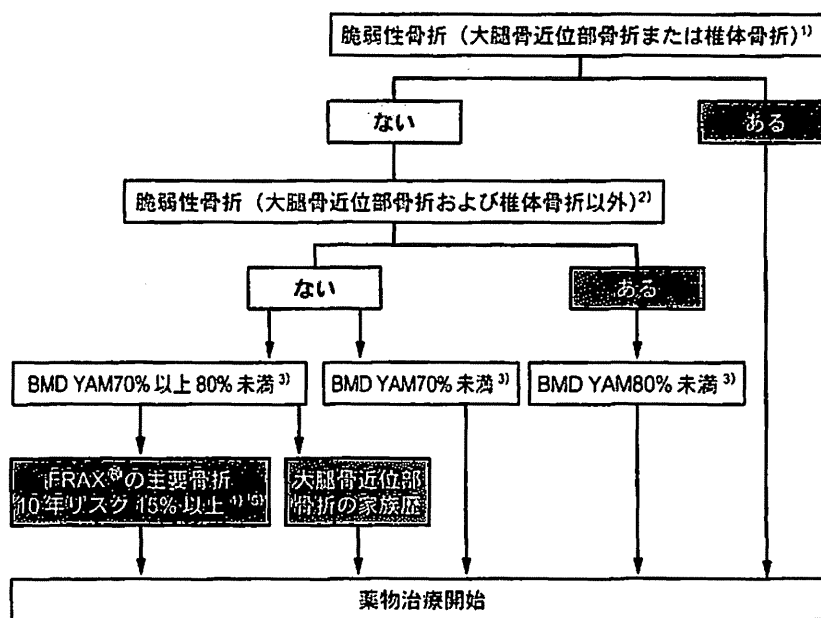 脆弱性骨折（大腿骨近位部骨折または椎体骨折）1)
ない
ある
脆弱性骨折（大腿骨近位部骨折および椎体骨折以外）2)
ない
ある
BMD YAM70%以上80%未満3)
BMD YAM70%未満3)
BMD YAM80%未満3)
FRAX®の主要骨折
10年リスク15%以上
大腿骨近位部
骨折の家族歴
薬物治療開始